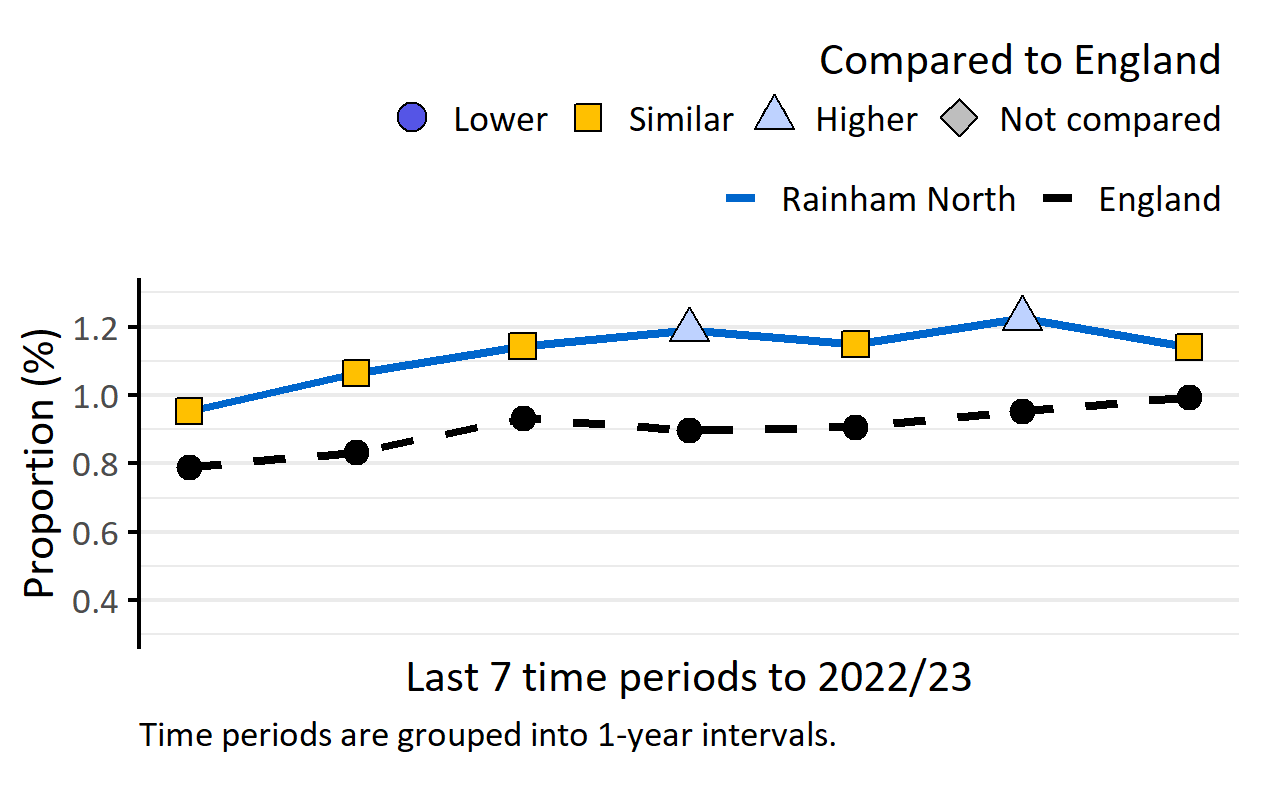 Compared to England
Lower Similar Higher Not compared
Rainham North England
Proportion (%)
1.2
1.0
0.8
0.6
0.4
Last 7 time periods to 2022/23
Time periods are grouped into 1-year intervals.